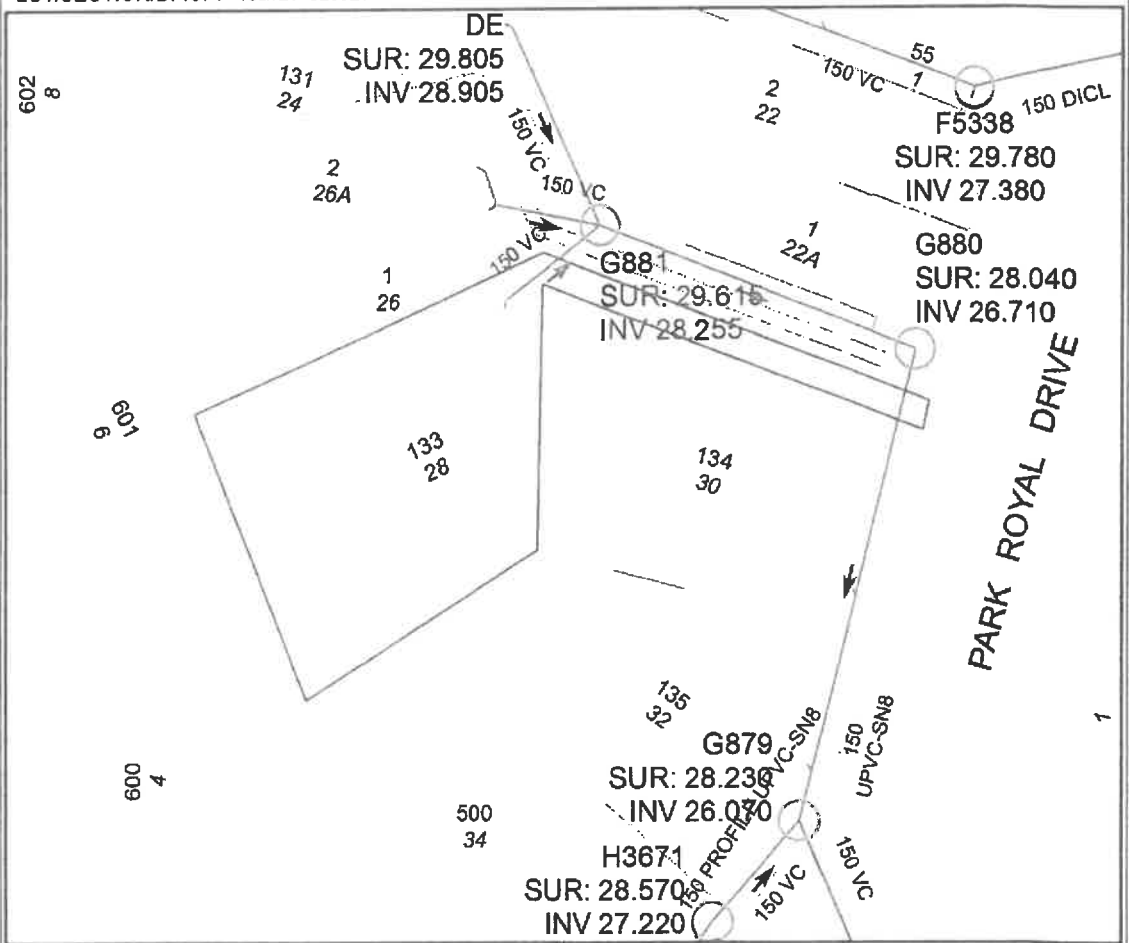 DE
SUR: 29.805
INV 28.905
602
8
131
24
150 VC
150 VC
2
26A
150 VC
1
26
G881
SUR: 29.615
INV 28.255
55
1
150 VC
150 DICL
2
22
F5338
SUR: 29.780
INV 27.380
1
22A
G880
SUR: 28.040
INV 26.710
PARK ROYAL DRIVE
601
6
133
28
134
30
135
32
G879
SUR: 28.230
INV 26.070
150 PROFILE UPVC-SN8
150
UPVC-SN8
1
600
4
500
34
H3671
SUR: 28.570
INV 27.220
150 VC
150 VC